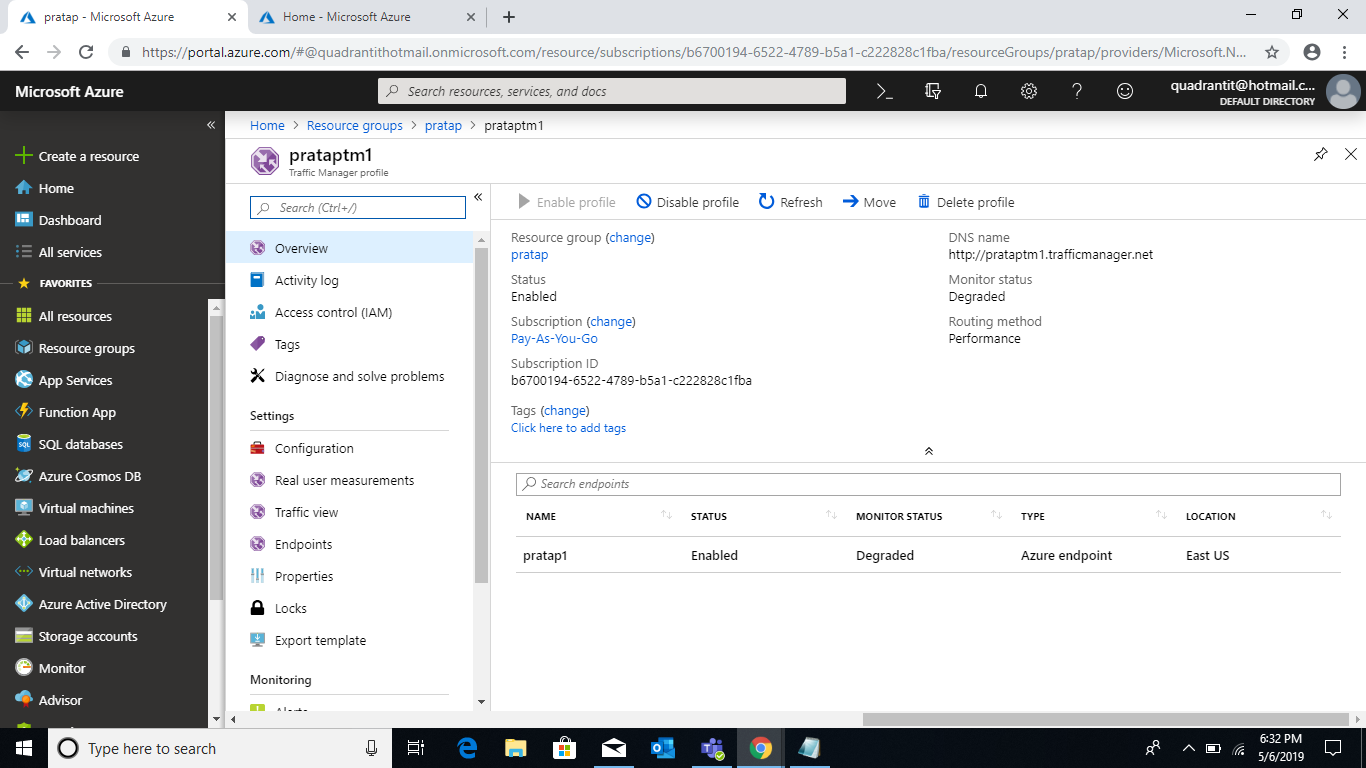 pratap - Microsoft Azure
Home - Microsoft Azure
https://portal.azure.com/#@quadrantithotmail.onmicrosoft.com/resource/subscriptions/b6700194-6522-4789-b5a1-c222828c1fba/resourceGroups/pratap/providers/Microsoft.N...
Microsoft Azure
Search resources, services, and docs
quadrantit@hotmail.c...
DEFAULT DIRECTORY
Create a resource
Home
Dashboard
All services
FAVORITES
All resources
Resource groups
App Services
Function App
SQL databases
Azure Cosmos DB
Virtual machines
Load balancers
Virtual networks
Azure Active Directory
Storage accounts
Monitor
Advisor
Home > Resource groups > pratap > prataptm1
prataptm1
Traffic Manager profile
Search (Ctrl+/)
Overview
Activity log
Access control (IAM)
Tags
Diagnose and solve problems
Settings
Configuration
Real user measurements
Traffic view
Endpoints
Properties
Locks
Export template
Monitoring
Alerts
Enable profile Disable profile Refresh Move Delete profile
Resource group (change)
pratap
Status
Enabled
Subscription (change)
Pay-As-You-Go
Subscription ID
b6700194-6522-4789-b5a1-c222828c1fba
Tags (change)
Click here to add tags
DNS name
http://prataptm1.trafficmanager.net
Monitor status
Degraded
Routing method
Performance
Search endpoints
NAME STATUS MONITOR STATUS TYPE LOCATION
pratap1 Enabled Degraded Azure endpoint East US
Type here to search
6:32 PM
5/6/2019